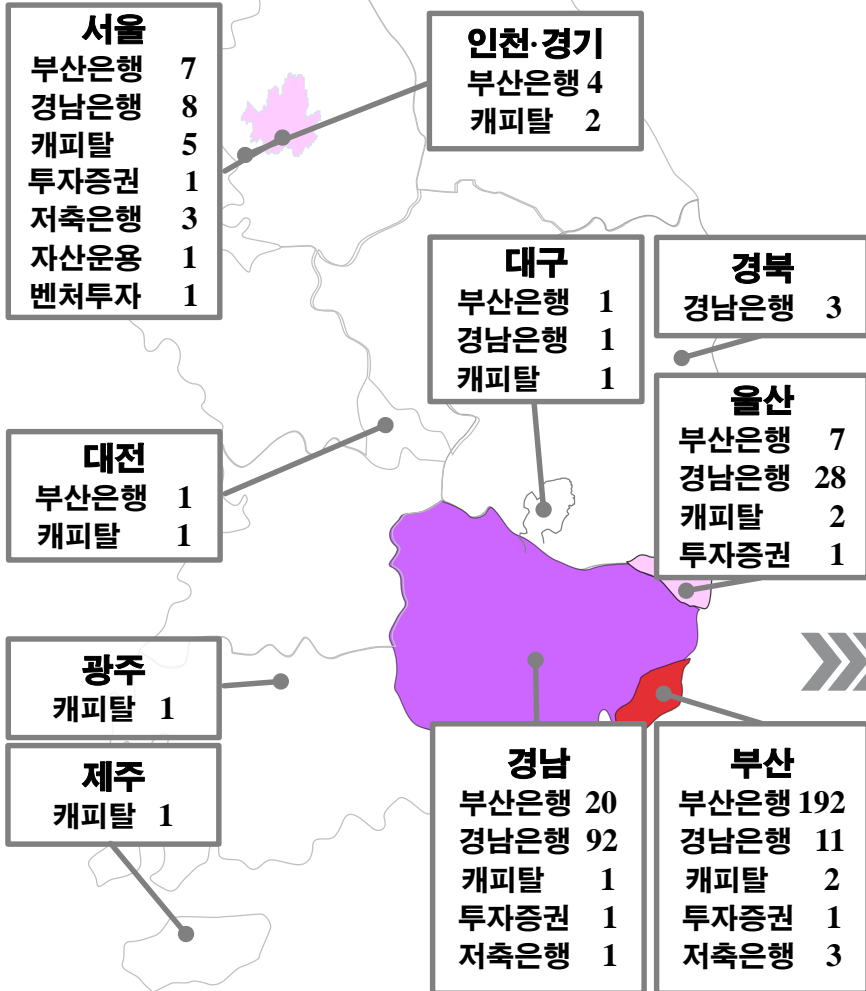 서울
부산은행 7
경남은행 8
캐피탈 5
투자증권 1
저축은행 3
자산운용 1
벤처투자 1
인천·경기
부산은행 4
캐피탈 2
대구
부산은행 1
경남은행 1
캐피탈 1
경북
경남은행 3
울산
부산은행 7
경남은행 28
캐피탈 2
투자증권 1
대전
부산은행 1
캐피탈 1
광주
캐피탈 1
제주
캐피탈 1
경남
부산은행 20
경남은행 92
캐피탈 1
투자증권 1
저축은행 1
부산
부산은행 192
경남은행 11
캐피탈 2
투자증권 1
저축은행 3